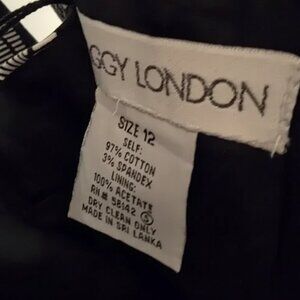 GGY LONDON
SIZE 12
SELF:
97% COTTON
3% SPANDEX
LINING:
100% ACETATE
RN# 58142 Ⓢ
DRY CLEAN ONLY
MADE IN SRI LANKA